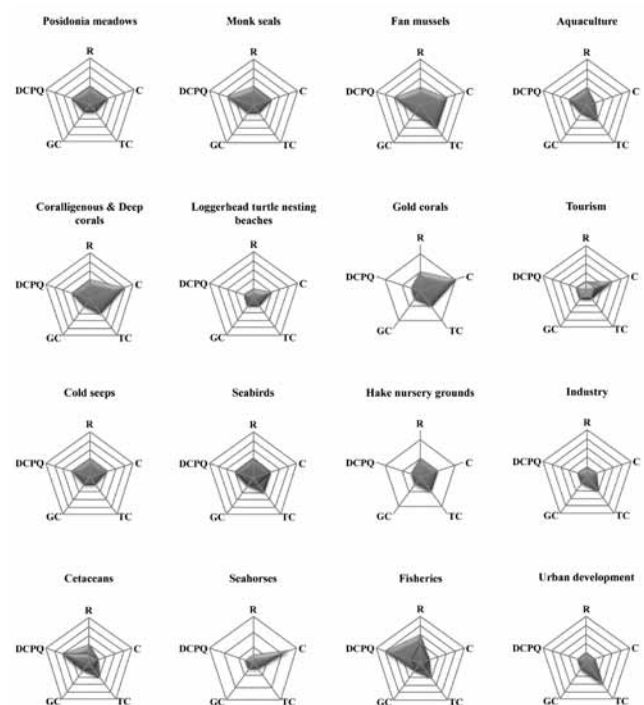 Posidonia meadows
R
DCPQ
C
GC
TC
Monk seals
R
DCPQ
C
GC
TC
Fan mussels
R
DCPQ
C
GC
TC
Aquaculture
R
DCPQ
C
GC
TC
Coralligenous & Deep
corals
R
DCPQ
C
GC
TC
Loggerhead turtle nesting
beaches
R
DCPQ
C
GC
TC
Gold corals
R
DCPQ
C
GC
TC
Tourism
R
DCPQ
C
GC
TC
Cold seeps
R
DCPQ
C
GC
TC
Seabirds
R
DCPQ
C
GC
TC
Hake nursery grounds
R
DCPQ
C
GC
TC
Industry
R
DCPQ
C
GC
TC
Cetaceans
R
DCPQ
C
GC
TC
Seahorses
R
DCPQ
C
GC
TC
Fisheries
R
DCPQ
C
GC
TC
Urban development
R
DCPQ
C
GC
TC